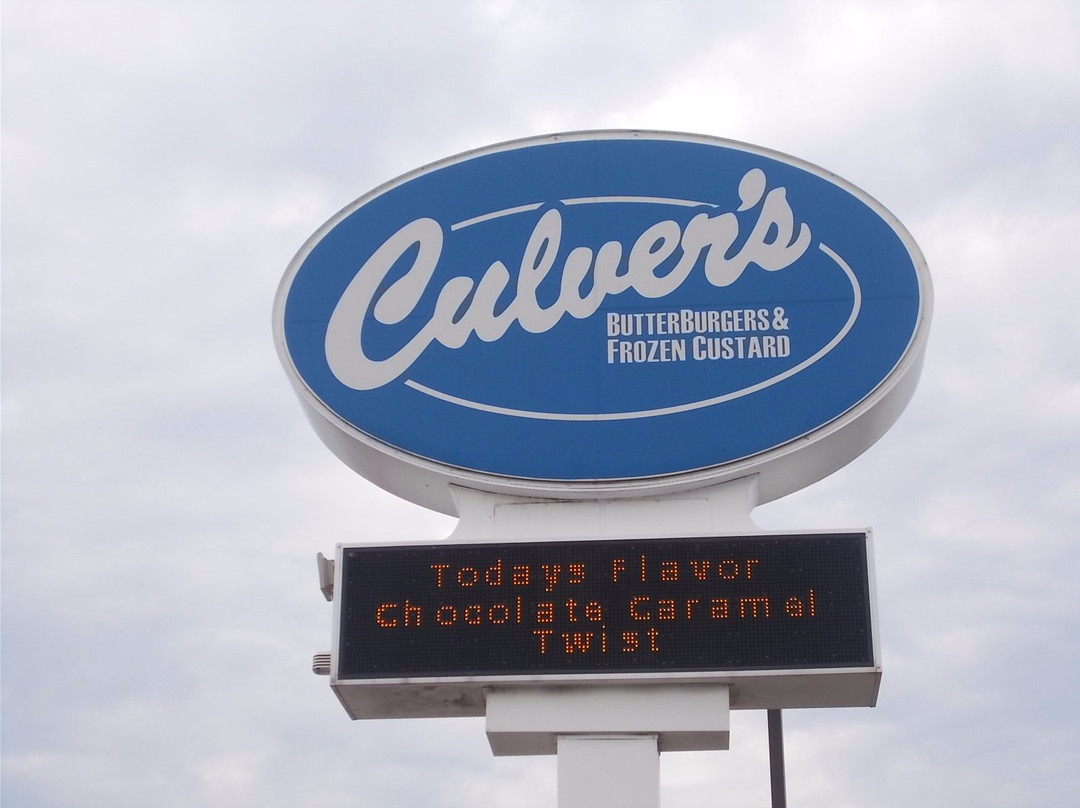 Culver's
BUTTERBURGERS &
FROZEN CUSTARD
Todays Flavor
Chocolate Caramel
Twist